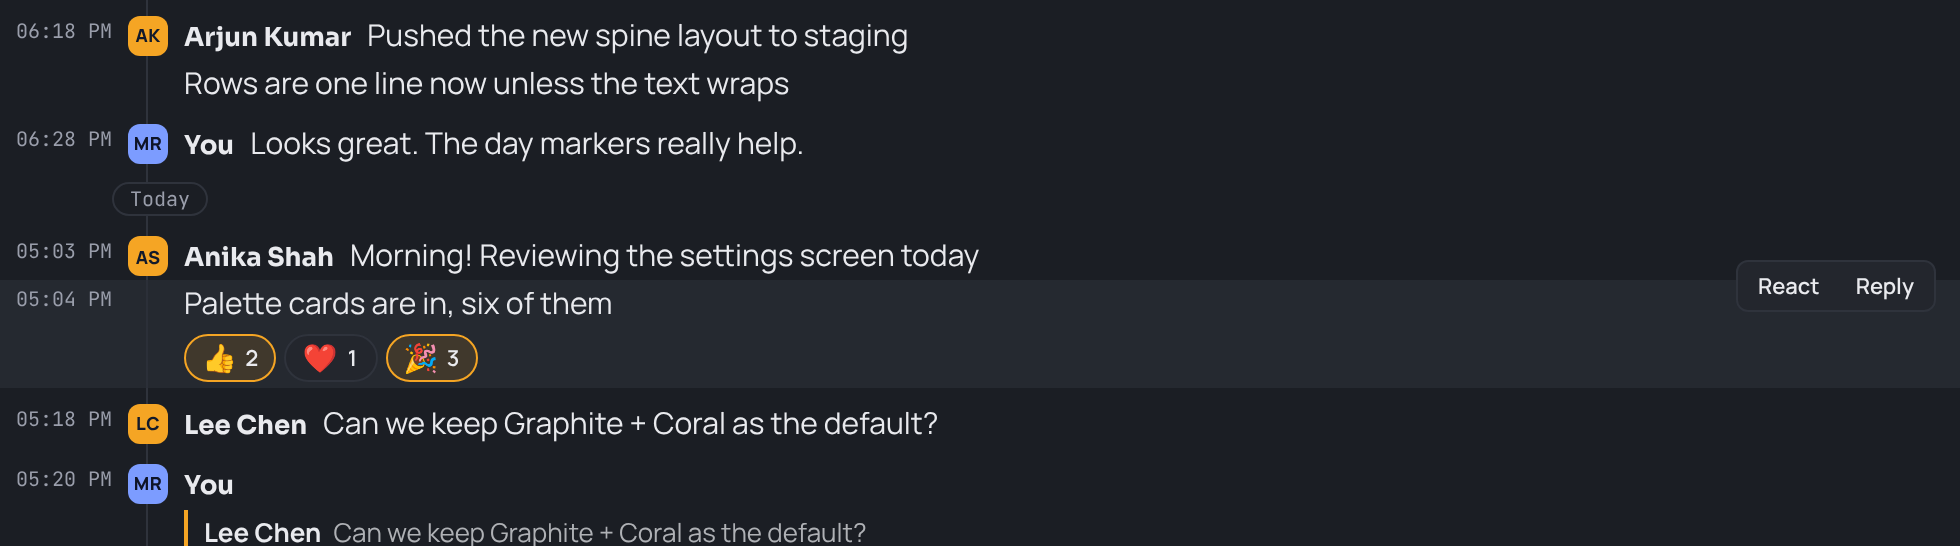 06:18 PM AK Arjun Kumar Pushed the new spine layout to staging
Rows are one line now unless the text wraps
06:28 PM MR You Looks great. The day markers really help.
Today
05:03 PM AS Anika Shah Morning! Reviewing the settings screen today
05:04 PM Palette cards are in, six of them
React Reply
👍 2 ❤️ 1 🎉 3
05:18 PM LC Lee Chen Can we keep Graphite + Coral as the default?
05:20 PM MR You
Lee Chen Can we keep Graphite + Coral as the default?